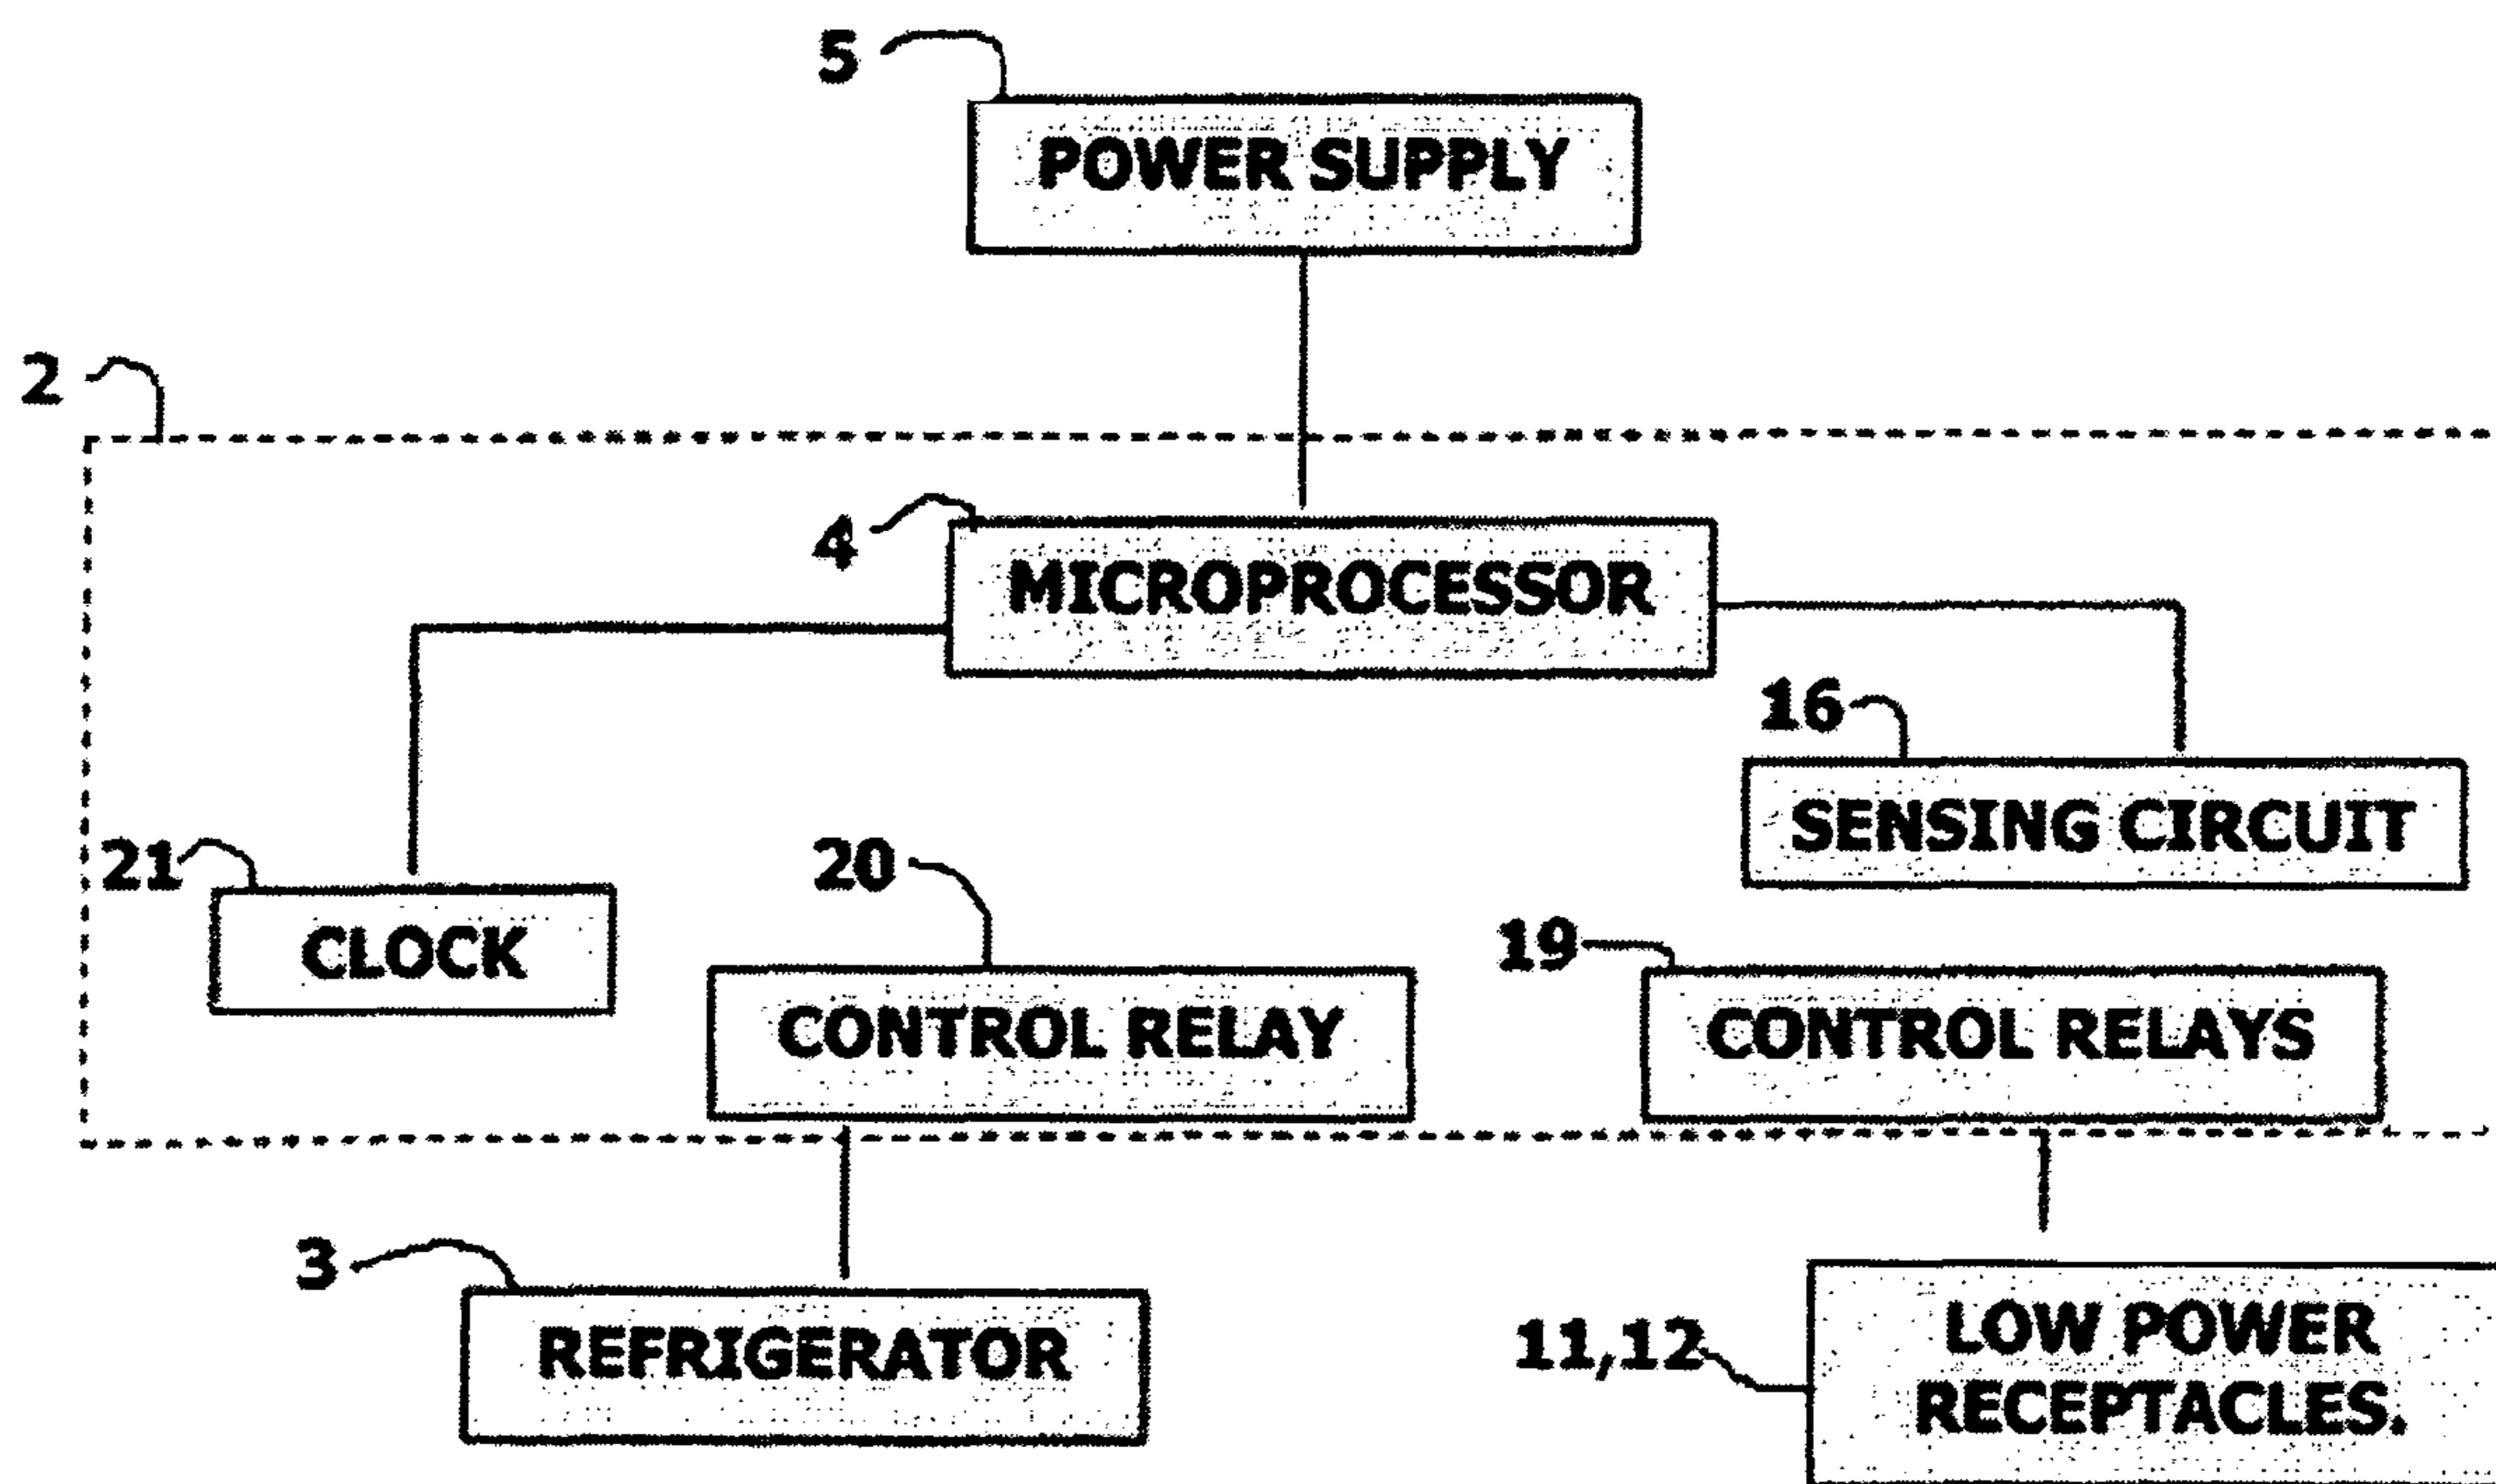 5
POWER SUPPLY
2
4
MICROPROCESSOR
16
SENSING CIRCUIT
21
CLOCK
20
CONTROL RELAY
19
CONTROL RELAYS
3
REFRIGERATOR
11,12
LOW POWER
RECEPTACLES.